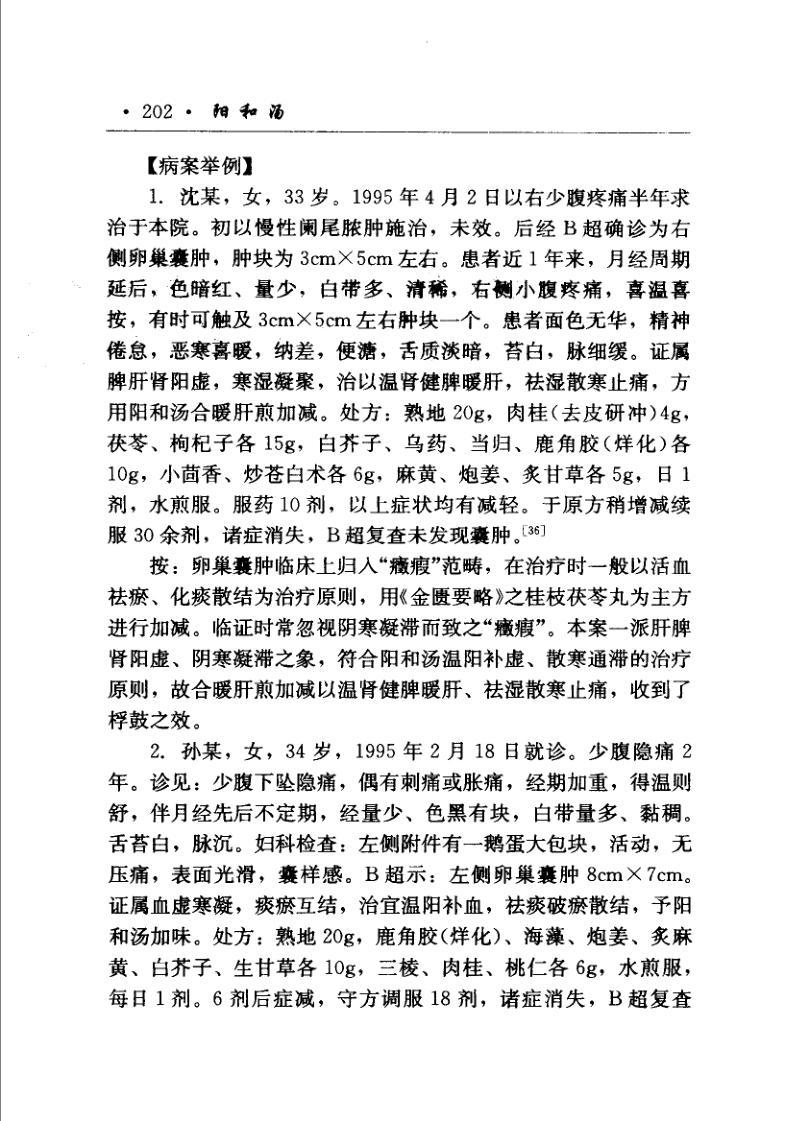 · 202 · 阳和汤
【病案举例】
1. 沈某，女，33 岁。1995 年 4 月 2 日以右少腹疼痛半年求
治于本院。初以慢性阑尾脓肿施治，未效。后经 B 超确诊为右
侧卵巢囊肿，肿块为 3cm×5cm 左右。患者近 1 年来，月经周期
延后，色暗红、量少，白带多、清稀，右侧小腹疼痛，喜温喜
按，有时可触及 3cm×5cm 左右肿块一个。患者面色无华，精神
倦怠，恶寒喜暖，纳差，便溏，舌质淡暗，苔白，脉细缓。证属
脾肝肾阳虚，寒湿凝聚，治以温肾健脾暖肝，祛湿散寒止痛，方
用阳和汤合暖肝煎加减。处方：熟地 20g，肉桂（去皮研冲）4g，
茯苓、枸杞子各 15g，白芥子、乌药、当归、鹿角胶（烊化）各
10g，小茴香、炒苍白术各 6g，麻黄、炮姜、炙甘草各 5g，日 1
剂，水煎服。服药 10 剂，以上症状均有减轻。于原方稍增减续
服 30 余剂，诸症消失，B 超复查未发现囊肿。［36］
按：卵巢囊肿临床上归入“癥瘕”范畴，在治疗时一般以活血
祛瘀、化痰散结为治疗原则，用《金匮要略》之桂枝茯苓丸为主方
进行加减。临证时常忽视阴寒凝滞而致之“癥瘕”。本案一派肝脾
肾阳虚、阴寒凝滞之象，符合阳和汤温阳补虚、散寒通滞的治疗
原则，故合暖肝煎加减以温肾健脾暖肝、祛湿散寒止痛，收到了
桴鼓之效。
2. 孙某，女，34 岁，1995 年 2 月 18 日就诊。少腹隐痛 2
年。诊见：少腹下坠隐痛，偶有刺痛或胀痛，经期加重，得温则
舒，伴月经先后不定期，经量少、色黑有块，白带量多、黏稠。
舌苔白，脉沉。妇科检查：左侧附件有一鹅蛋大包块，活动，无
压痛，表面光滑，囊样感。B 超示：左侧卵巢囊肿 8cm×7cm。
证属血虚寒凝，痰瘀互结，治宜温阳补血，祛痰破瘀散结，予阳
和汤加味。处方：熟地 20g，鹿角胶（烊化）、海藻、炮姜、炙麻
黄、白芥子、生甘草各 10g，三棱、肉桂、桃仁各 6g，水煎服，
每日 1 剂。6 剂后症减，守方调服 18 剂，诸症消失，B 超复查